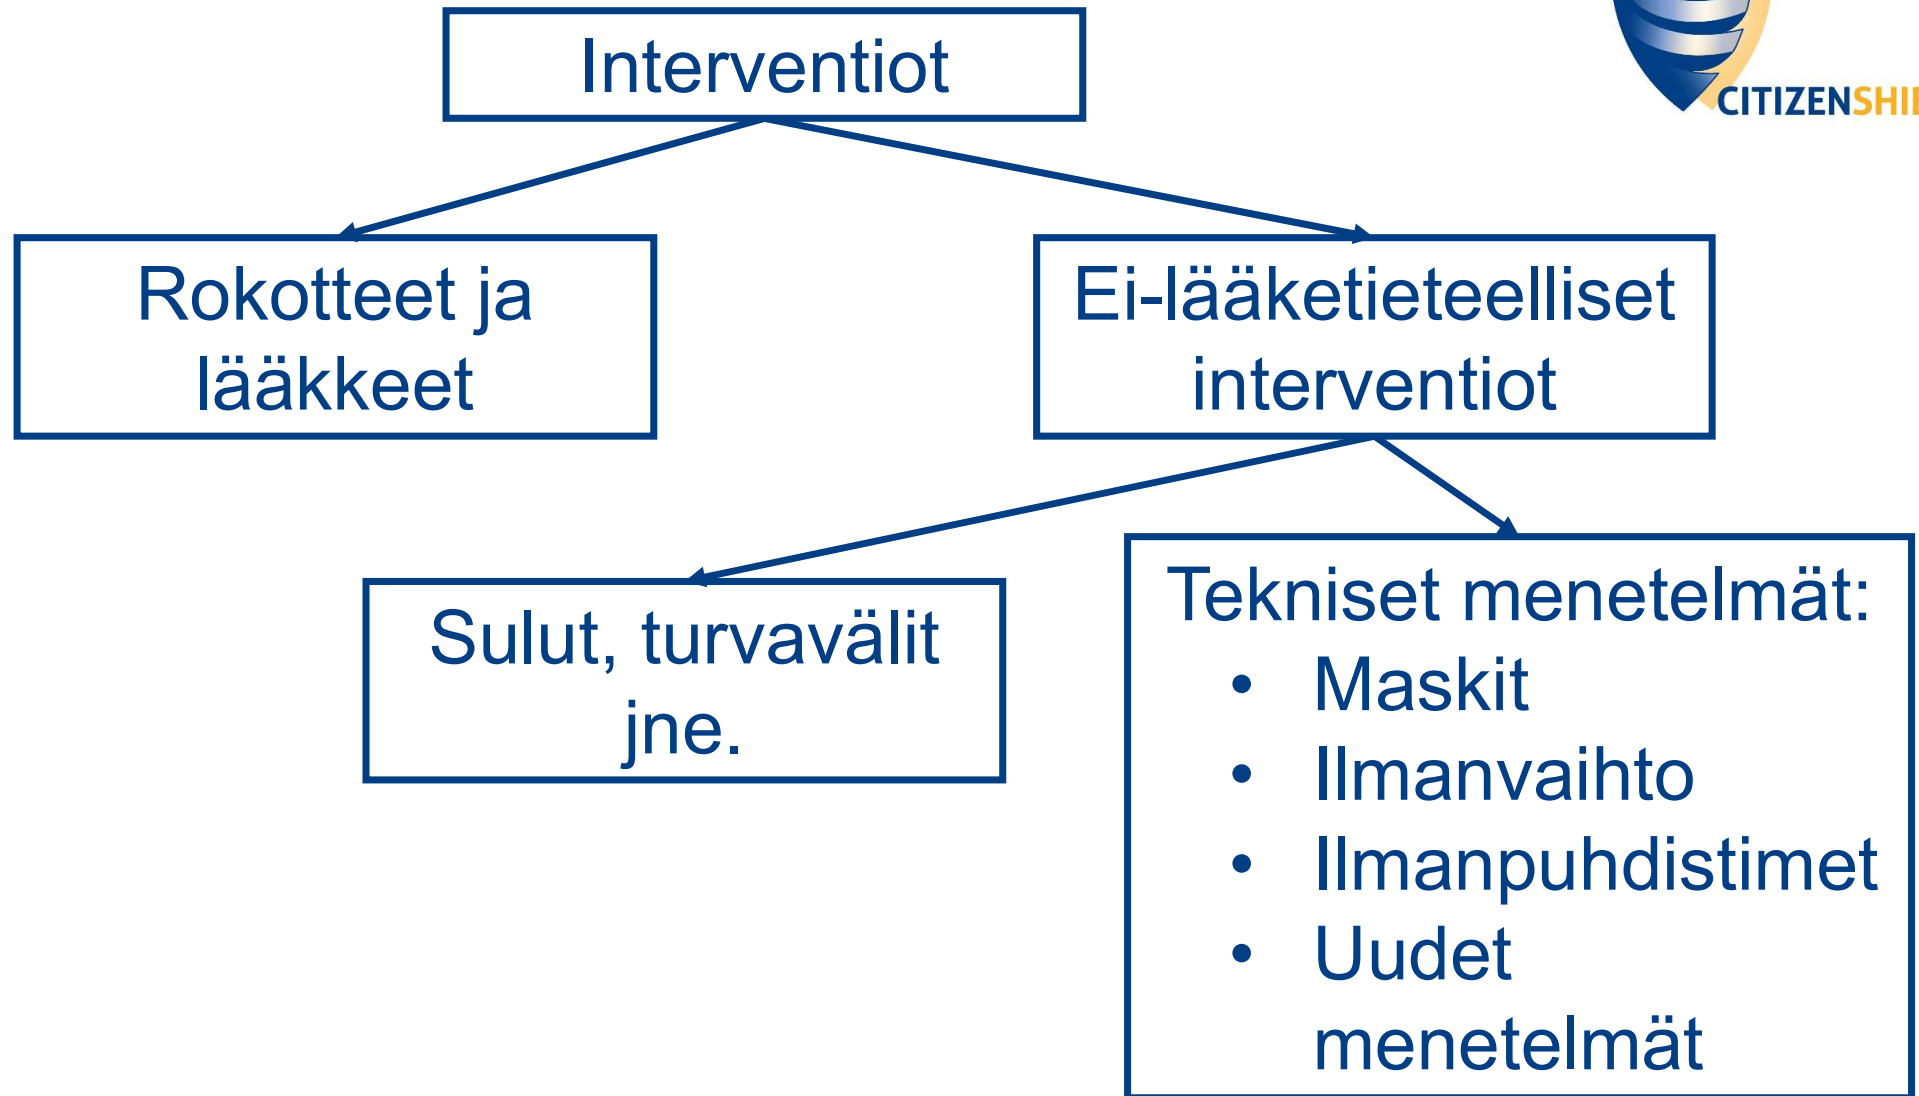 Interventiot
CITIZENSHI
Rokotteet ja
lääkkeet
Ei-lääketieteelliset
interventiot
Sulut, turvavälit
jne.
Tekniset menetelmät:
• Maskit
• Ilmanvaihto
• Ilmanpuhdistimet
• Uudet
menetelmät